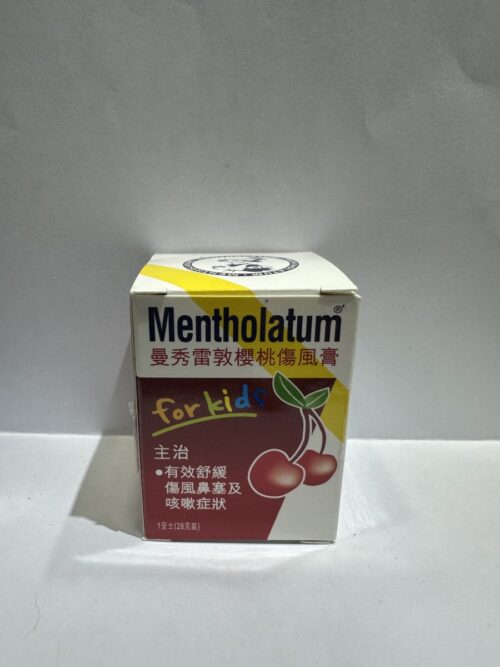 Mentholatum®
曼秀雷敦櫻桃傷風膏
for kids
主治
●有效舒緩
傷風鼻塞及
咳嗽症狀
1安士(28克裝)